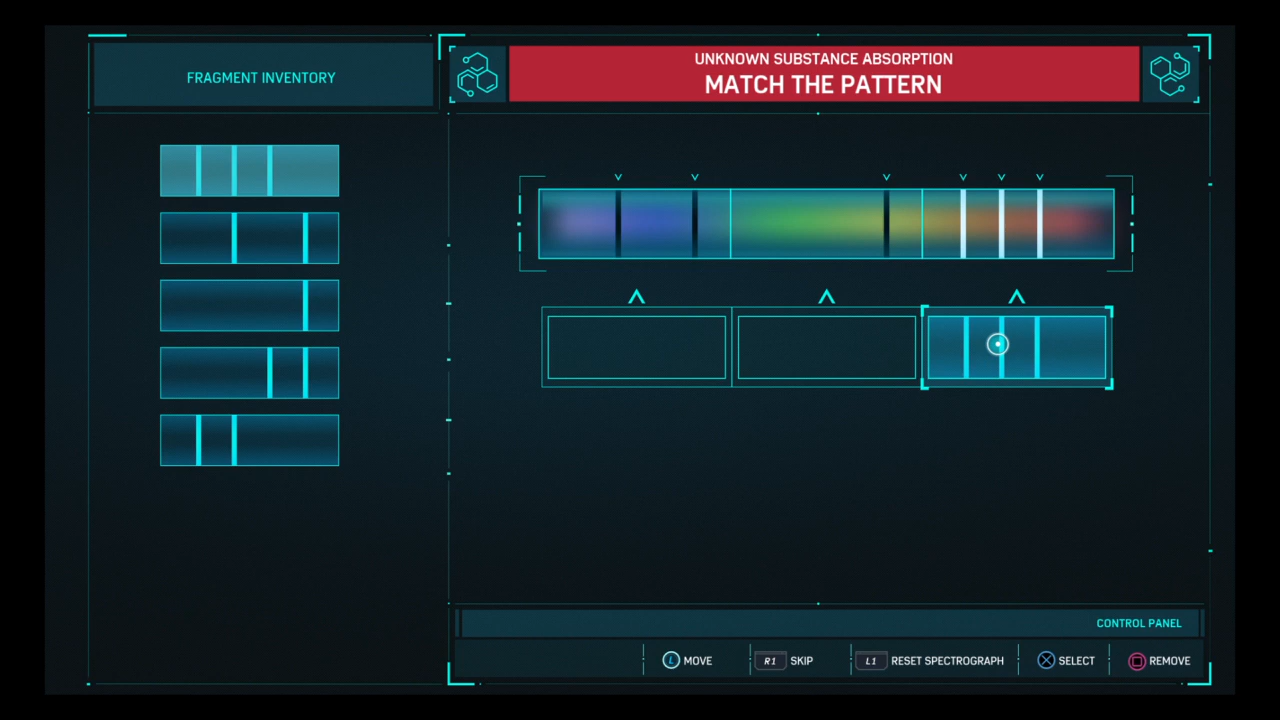 FRAGMENT INVENTORY
UNKNOWN SUBSTANCE ABSORPTION
MATCH THE PATTERN
CONTROL PANEL
L MOVE
R1 SKIP
L1 RESET SPECTROGRAPH
SELECT
REMOVE